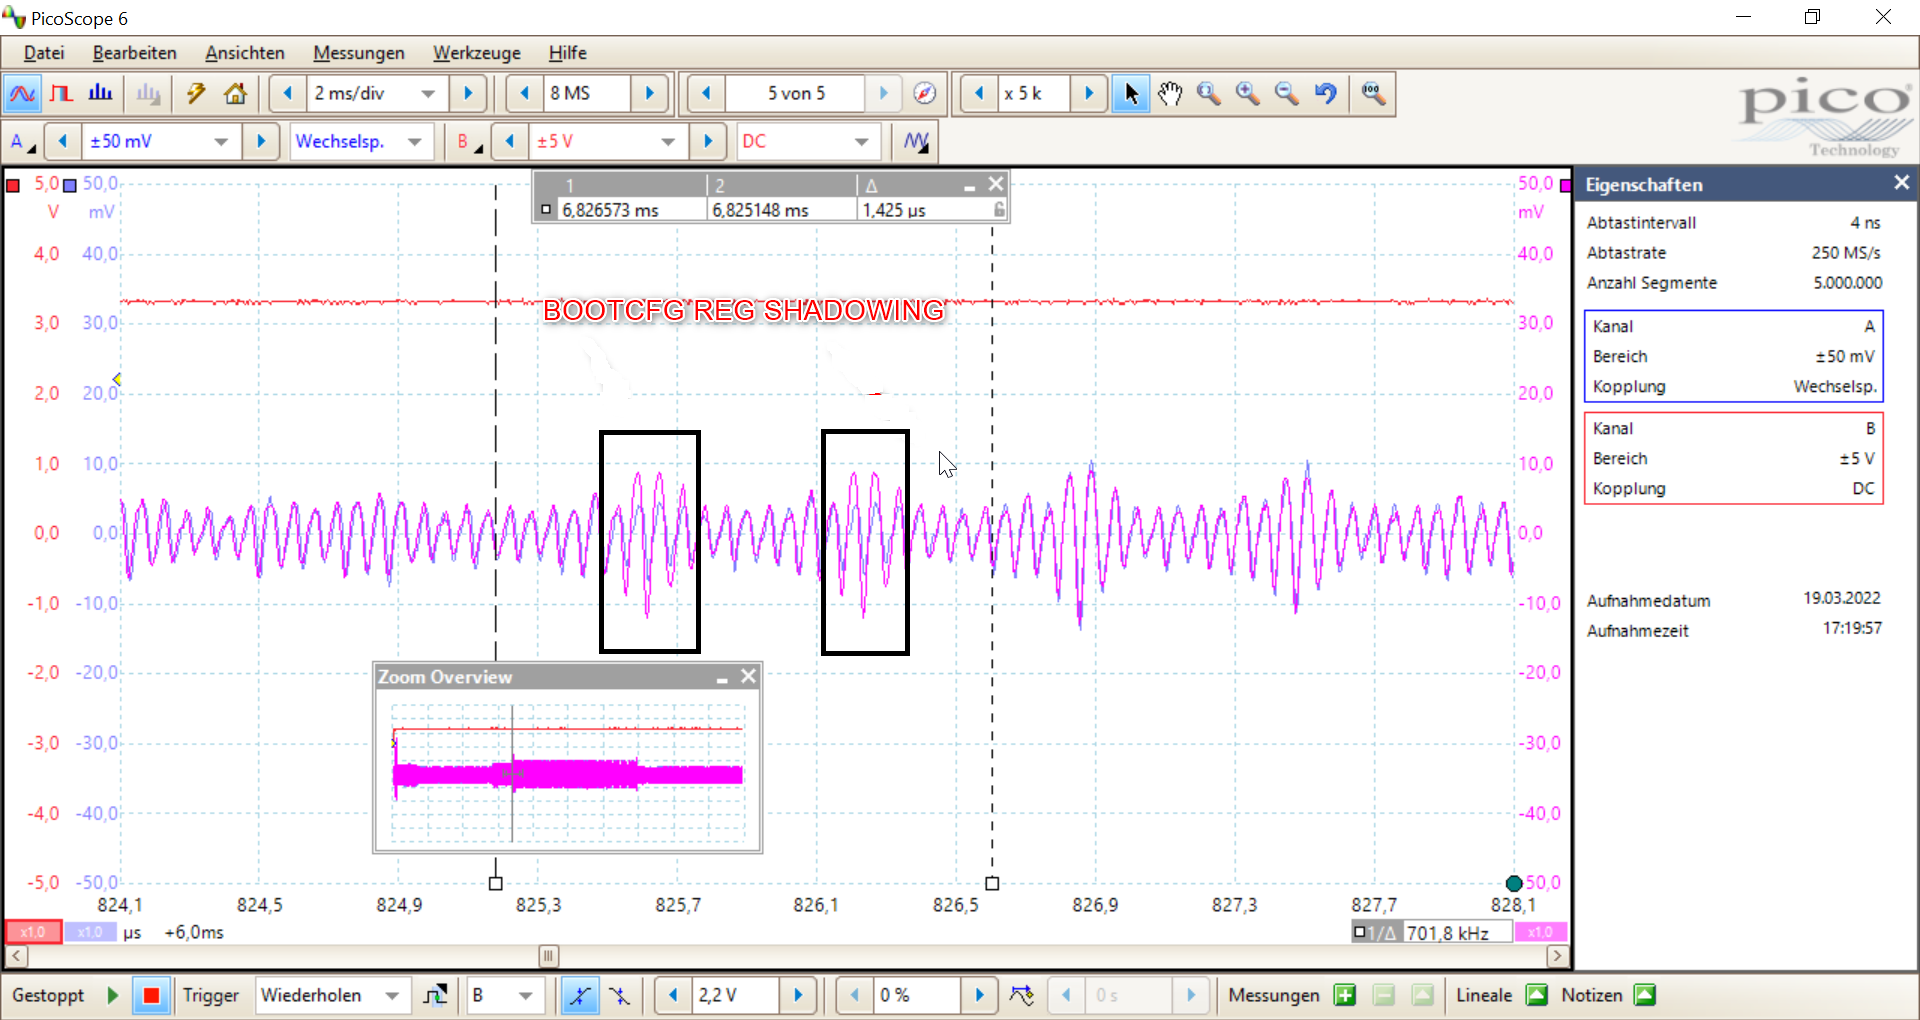 PicoScope 6
Datei Bearbeiten Ansichten Messungen Werkzeuge Hilfe
2 ms/div 8 MS 5 von 5 x 5 k
pico
Technology
A ±50 mV Wechselsp. B ±5 V DC
1 2 Δ
6,826573 ms 6,825148 ms 1,425 µs
5,0 50,0 50,0
V mV mV
4,0 40,0 40,0
3,0 30,0 30,0
2,0 20,0 20,0
1,0 10,0 10,0
0,0 0,0 0,0
-1,0 -10,0 -10,0
-2,0 -20,0 -20,0
-3,0 -30,0 -30,0
-4,0 -40,0 -40,0
-5,0 -50,0 50,0
BOOTCFG REG SHADOWING
Zoom Overview
824,1 824,5 824,9 825,3 825,7 826,1 826,5 826,9 827,3 827,7 828,1
x1,0 x1,0 µs +6,0ms 1/Δ 701,8 kHz x1,0
Eigenschaften
Abtastintervall 4 ns
Abtastrate 250 MS/s
Anzahl Segmente 5.000.000
Kanal A
Bereich ±50 mV
Kopplung Wechselsp.
Kanal B
Bereich ±5 V
Kopplung DC
Aufnahmedatum 19.03.2022
Aufnahmezeit 17:19:57
Gestoppt Trigger Wiederholen B 2,2 V 0 % 0 s Messungen Lineale Notizen